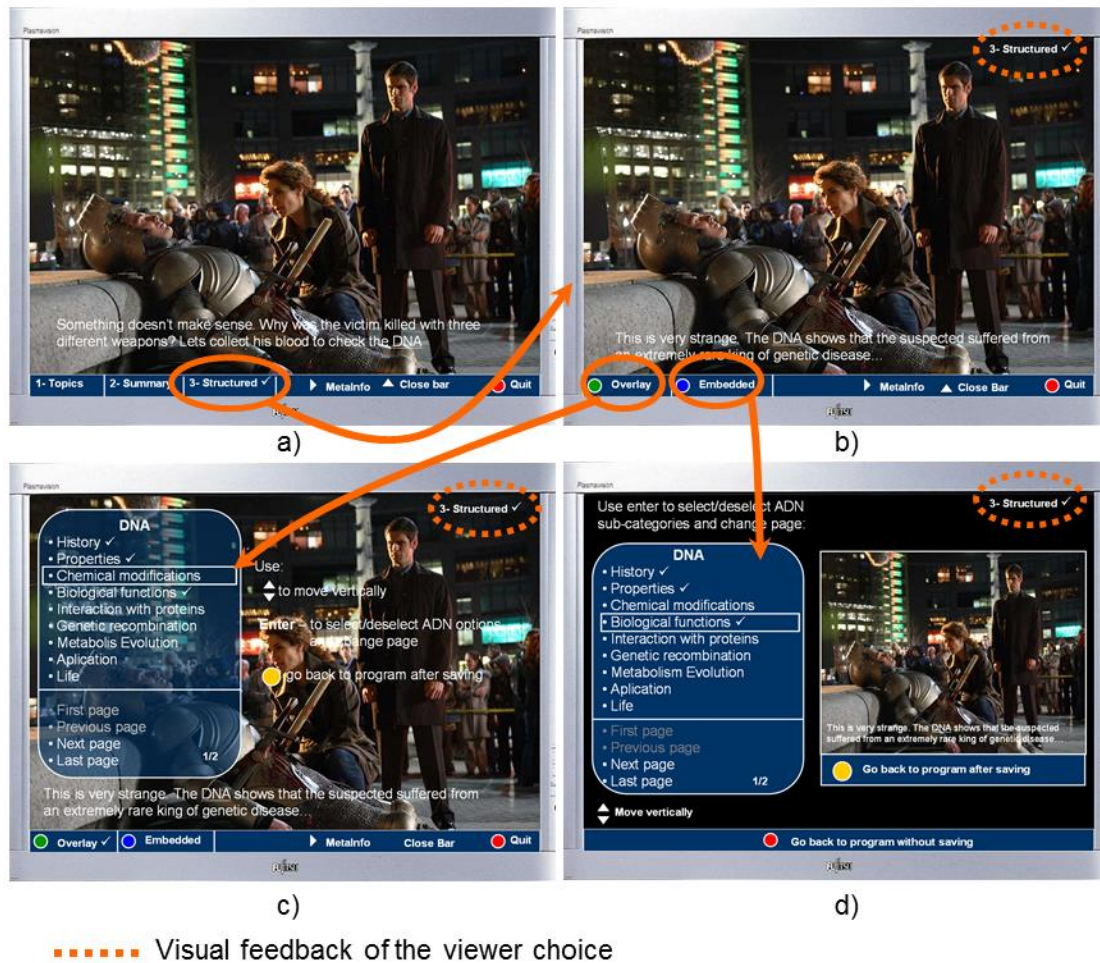 Plasmavision
Something doesn't make sense. Why was the victim killed with three
different weapons? Lets collect his blood to check the DNA
1- Topics 2- Summary 3- Structured ✓ MetaInfo Close bar Quit
FUJITSU
a)
Plasmavision
3- Structured ✓
This is very strange. The DNA shows that the suspected suffered from
an extremely rare king of genetic disease...
Overlay Embedded MetaInfo Close Bar Quit
FUJITSU
b)
Plasmavision
3- Structured ✓
DNA
• History ✓
• Properties ✓
• Chemical modifications
• Biological functions ✓
• Interaction with proteins
• Genetic recombination
• Metabolis Evolution
• Aplication
• Life
• First page
• Previous page
• Next page
• Last page 1/2
Use:
to move vertically
Enter – to select/deselect ADN options
and change page
go back to program after saving
This is very strange. The DNA shows that the suspected suffered from
an extremely rare king of genetic disease...
Overlay ✓ Embedded MetaInfo Close Bar Quit
FUJITSU
c)
Plasmavision
Use enter to select/deselect ADN
sub-categories and change page:
3- Structured ✓
DNA
• History ✓
• Properties ✓
• Chemical modifications
• Biological functions ✓
• Interaction with proteins
• Genetic recombination
• Metabolism Evolution
• Aplication
• Life
• First page
• Previous page
• Next page
• Last page 1/2
This is very strange. The DNA shows that the suspected
suffered from an extremely rare king of genetic disease...
Go back to program after saving
Move vertically
Go back to program without saving
FUJITSU
d)
Visual feedback of the viewer choice